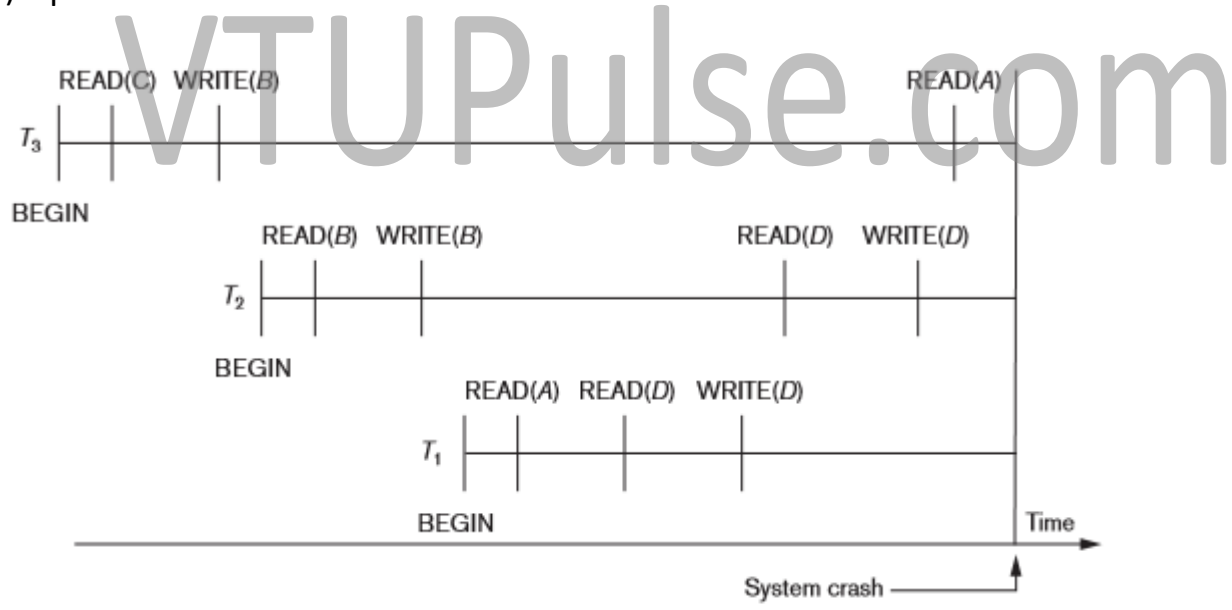 VTUPulse.com
READ(C) WRITE(B) READ(A)
T3
BEGIN
READ(B) WRITE(B) READ(D) WRITE(D)
T2
BEGIN
READ(A) READ(D) WRITE(D)
T1
BEGIN
Time
System crash